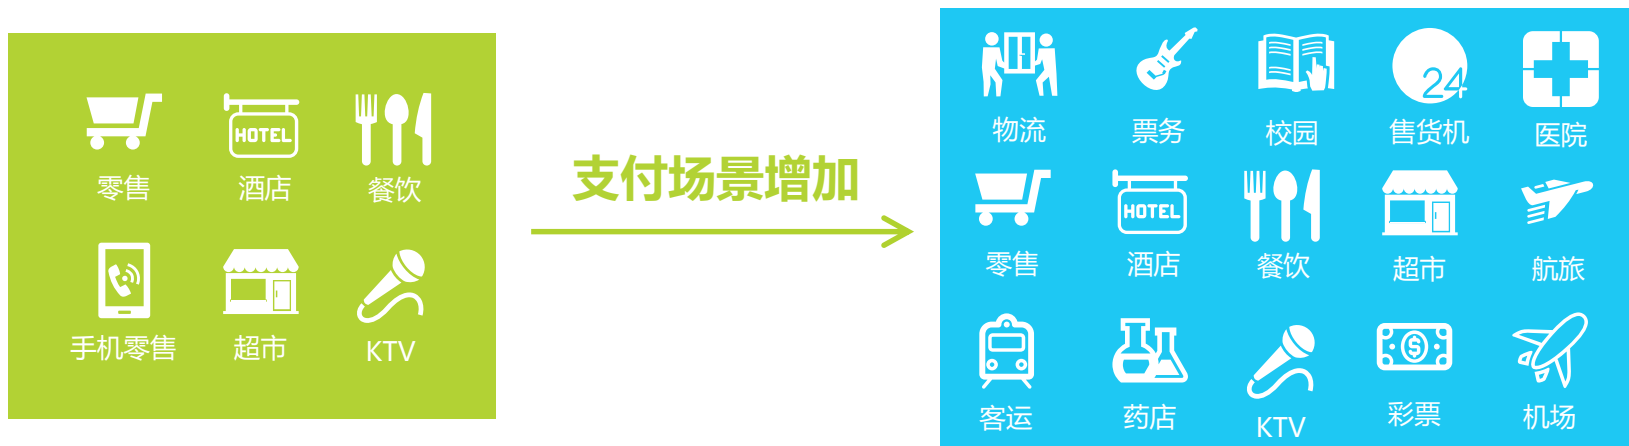 HOTEL
零售
酒店
餐饮
手机零售
超市
KTV
支付场景增加
24
物流
票务
校园
售货机
医院
HOTEL
零售
酒店
餐饮
超市
航旅
$
客运
药店
KTV
彩票
机场